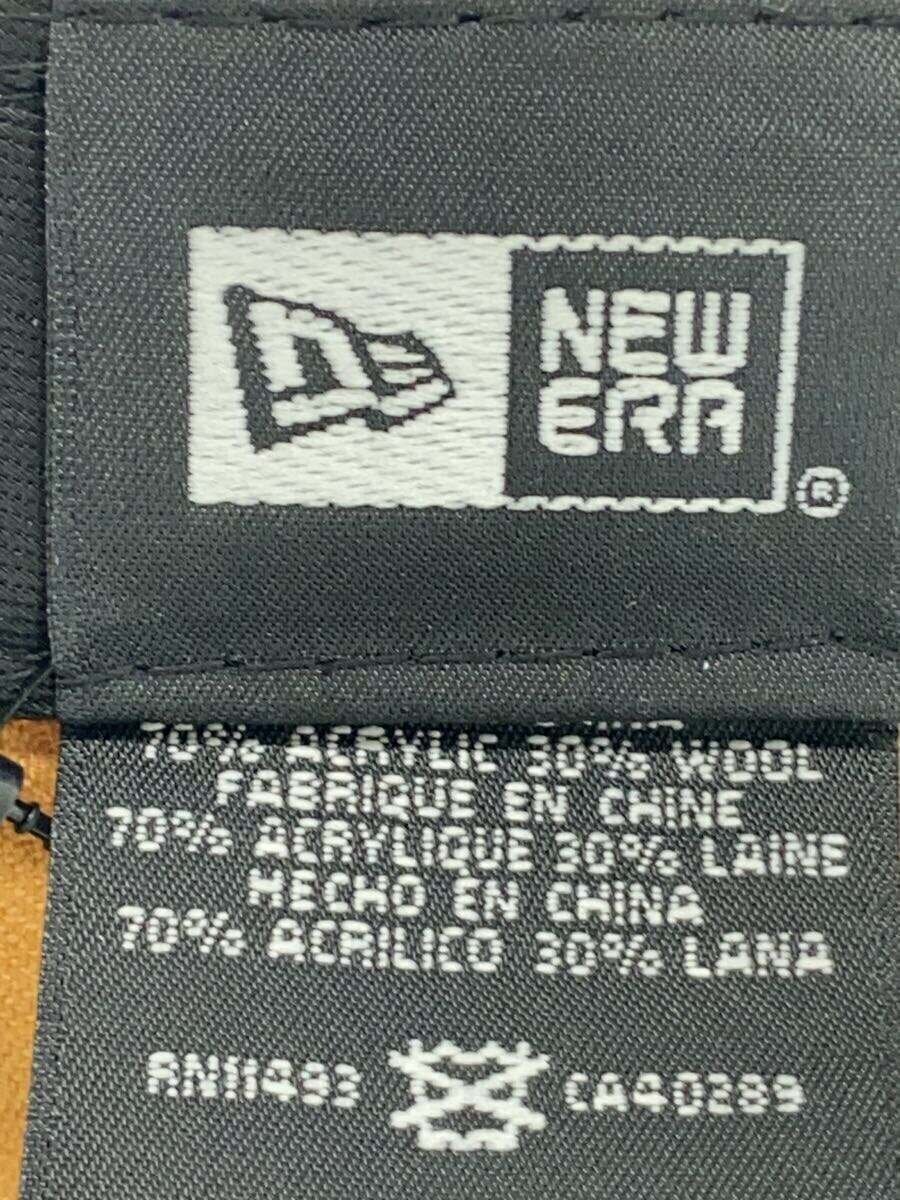 NEW
ERA
®
70% ACRYLIC 30% WOOL
FABRIQUE EN CHINE
70% ACRYLIQUE 30% LAINE
HECHO EN CHINA
70% ACRILICO 30% LANA
RN11493 CA40289